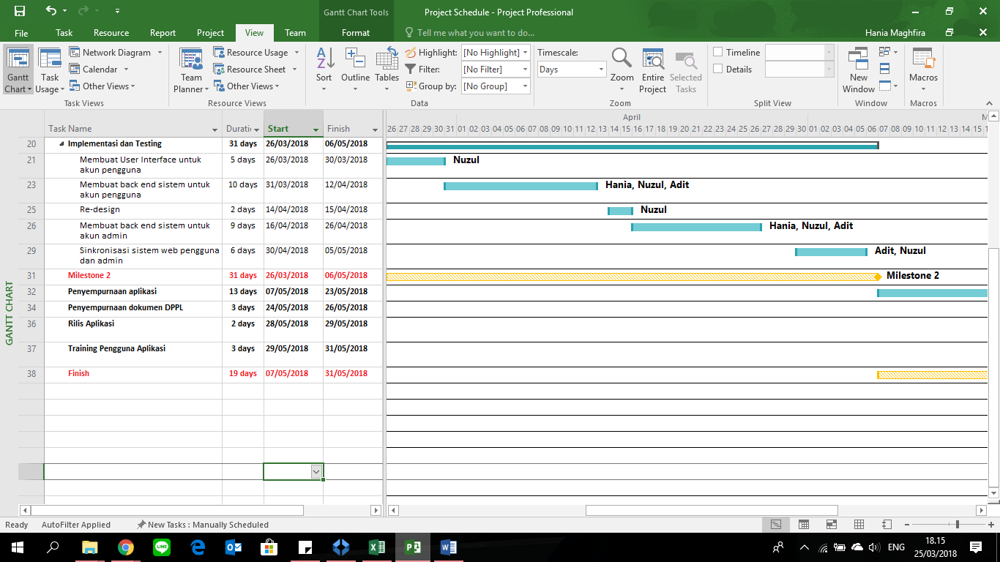 Gantt Chart Tools
Project Schedule - Project Professional
File Task Resource Report Project View Team Format Tell me what you want to do... Hania Maghfira
Gantt Chart
Task Usage
Network Diagram
Calendar
Other Views
Task Views
Team Planner
Resource Usage
Resource Sheet
Other Views
Resource Views
Sort
Outline
Tables
Highlight: [No Highlight]
Filter: [No Filter]
Group by: [No Group]
Data
Timescale:
Days
Zoom
Entire Project
Selected Tasks
Zoom
Timeline
Details
Split View
New Window
Window
Macros
Macros
Task Name Durati Start Finish
April M
26 27 28 29 30 31 01 02 03 04 05 06 07 08 09 10 11 12 13 14 15 16 17 18 19 20 21 22 23 24 25 26 27 28 29 30 01 02 03 04 05 06 07 08 09 10 11 12 13 14 15 1
GANTT CHART
20 Implementasi dan Testing 31 days 26/03/2018 06/05/2018
21 Membuat User Interface untuk 5 days 26/03/2018 30/03/2018 Nuzul
akun pengguna
23 Membuat back end sistem untuk 10 days 31/03/2018 12/04/2018 Hania, Nuzul, Adit
akun pengguna
25 Re-design 2 days 14/04/2018 15/04/2018 Nuzul
26 Membuat back end sistem untuk 9 days 16/04/2018 26/04/2018 Hania, Nuzul, Adit
akun admin
29 Sinkronisasi sistem web pengguna 6 days 30/04/2018 05/05/2018 Adit, Nuzul
dan admin
31 Milestone 2 31 days 26/03/2018 06/05/2018 Milestone 2
32 Penyempurnaan aplikasi 13 days 07/05/2018 23/05/2018
34 Penyempurnaan dokumen DPPL 3 days 24/05/2018 26/05/2018
36 Rilis Aplikasi 2 days 28/05/2018 29/05/2018
37 Training Pengguna Aplikasi 3 days 29/05/2018 31/05/2018
38 Finish 19 days 07/05/2018 31/05/2018
Ready AutoFilter Applied New Tasks : Manually Scheduled
ENG
18.15
25/03/2018